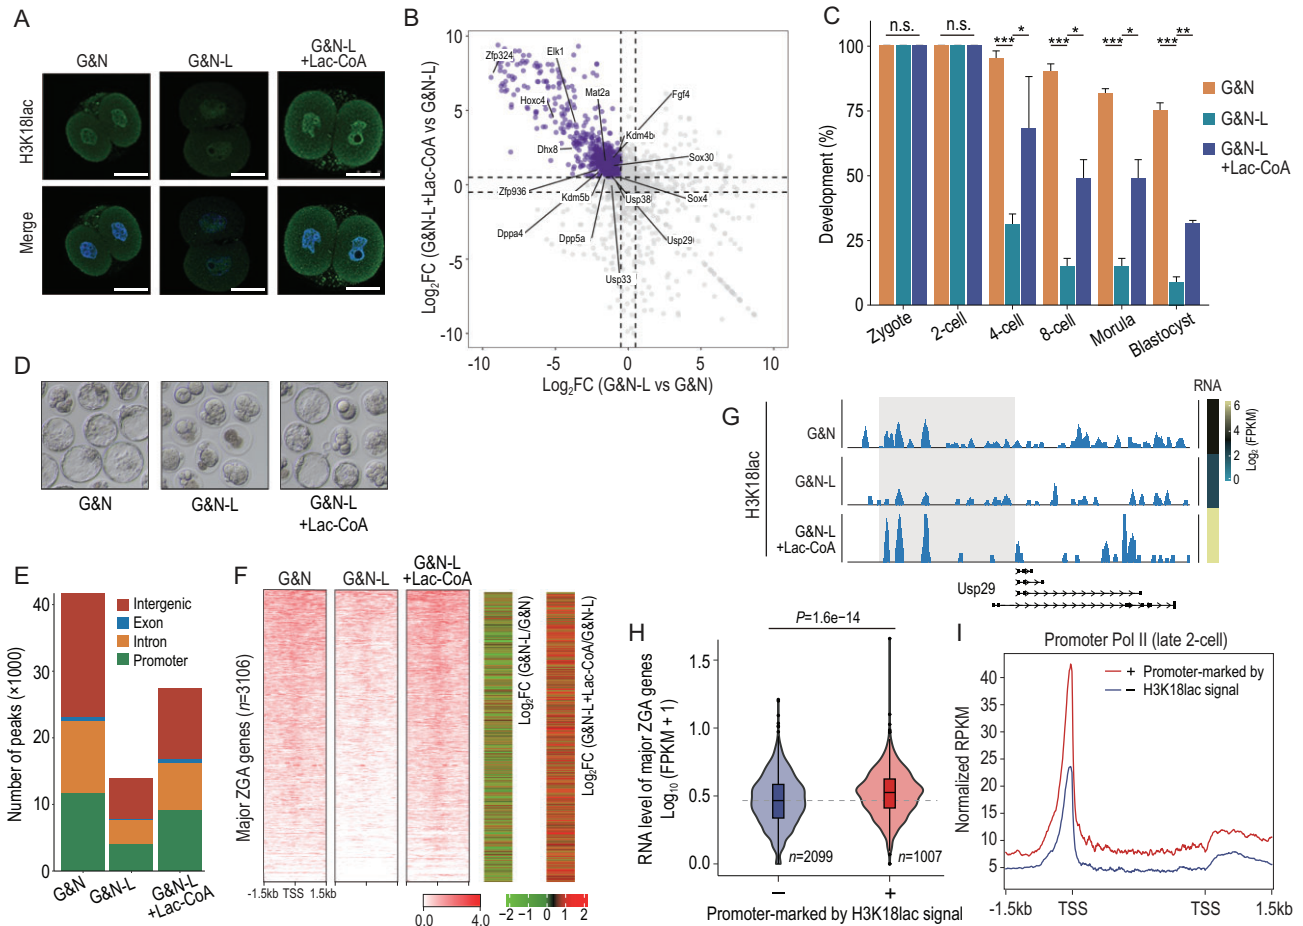 A
G&N
G&N-L
G&N-L
+Lac-CoA
H3K18lac
Merge
B
Log2FC (G&N-L+Lac-CoA vs G&N-L)
10
5
0
-5
-10
Zfp324
Elk1
Hoxc4
Mat2a
Fgf4
Dhx8
Kdm4b
Sox30
Zfp936
Kdm5b
Usp38
Sox4
Dppa4
Dpp5a
Usp29
Usp33
-10
-5
0
5
10
Log2FC (G&N-L vs G&N)
C
Development (%)
100
75
50
25
0
n.s.
n.s.
*** *
*** *
*** *
*** **
Zygote
2-cell
4-cell
8-cell
Morula
Blastocyst
G&N
G&N-L
G&N-L
+Lac-CoA
D
G&N
G&N-L
G&N-L
+Lac-CoA
E
Number of peaks (×1000)
40
30
20
10
0
Intergenic
Exon
Intron
Promoter
G&N
G&N-L
G&N-L
+Lac-CoA
F
G&N
G&N-L
G&N-L
+Lac-CoA
Major ZGA genes (n=3106)
-1.5kb TSS 1.5kb
0.0 4.0
Log2FC (G&N-L/G&N)
Log2FC (G&N-L+Lac-CoA/G&N-L)
−2 −1 0 1 2
G
H3K18lac
G&N
G&N-L
G&N-L
+Lac-CoA
Usp29
RNA
6
4
2
0
Log2 (FPKM)
H
P=1.6e−14
RNA level of major ZGA genes
Log10 (FPKM + 1)
1.5
1.0
0.5
0.0
n=2099
n=1007
− +
Promoter-marked by H3K18lac signal
I
Promoter Pol II (late 2-cell)
+ Promoter-marked by
− H3K18lac signal
Normalized RPKM
40
35
30
25
20
15
10
5
-1.5kb
TSS
TSS
1.5kb